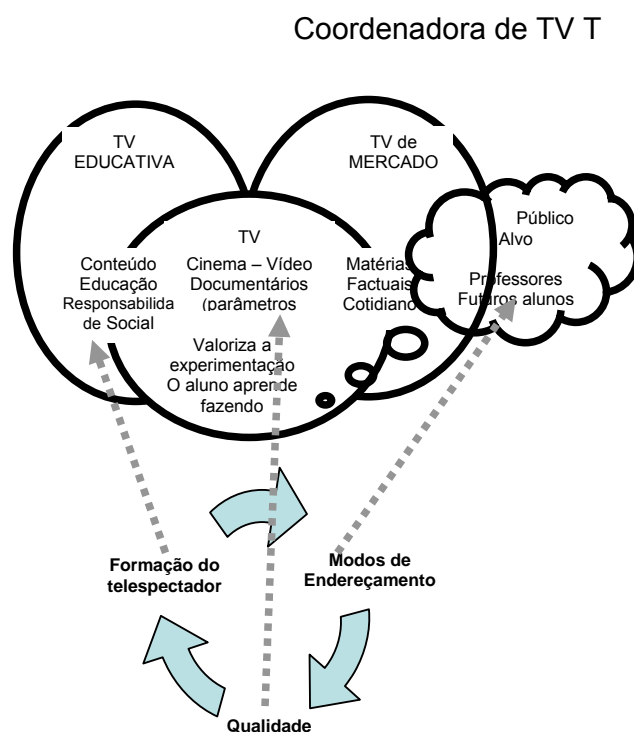 Coordenadora de TV T
TV
EDUCATIVA
TV de
MERCADO
Público
Alvo
Professores
Futuros alunos
TV
Cinema – Vídeo
Documentários
(parâmetros
Valoriza a
experimentação
O aluno aprende
fazendo
Conteúdo
Educação
Responsabilida
de Social
Matérias
Factuais
Cotidiano
Formação do
telespectador
Modos de
Endereçamento
Qualidade